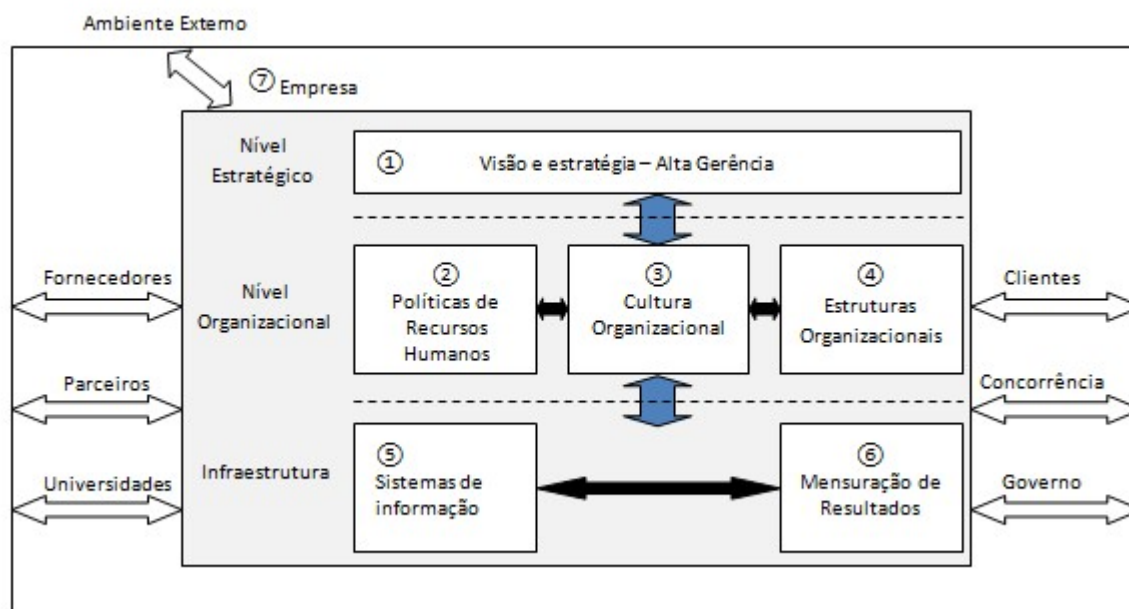 Ambiente Externo
⑦ Empresa
Nível
Estratégico
① Visão e estratégia – Alta Gerência
Fornecedores
Parceiros
Universidades
Nível
Organizacional
② 
Políticas de
Recursos
Humanos
③
Cultura
Organizacional
④
Estruturas
Organizacionais
Clientes
Concorrência
Governo
Infraestrutura
⑤
Sistemas de
informação
⑥
Mensuração de
Resultados